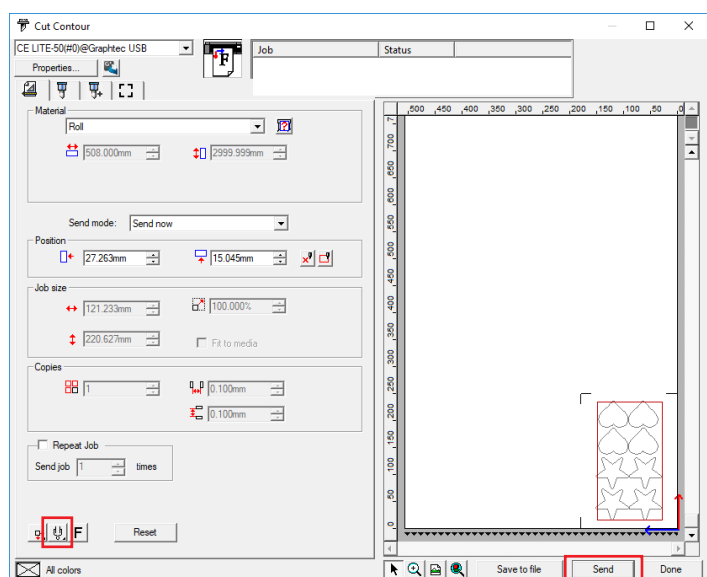 Cut Contour
CE LITE-50(#0)@Graphtec USB
Job
Status
Properties...
Material
Roll
508.000mm
2999.999mm
Send mode:
Send now
Position
27.263mm
15.045mm
Job size
121.233mm
100.000%
220.627mm
Fit to media
Copies
1
0.100mm
0.100mm
Repeat Job
Send job
1
times
F
Reset
All colors
500 450 400 350 300 250 200 150 100 50 0
700
650
600
550
500
450
400
350
300
250
200
150
100
50
0
Save to file
Send
Done